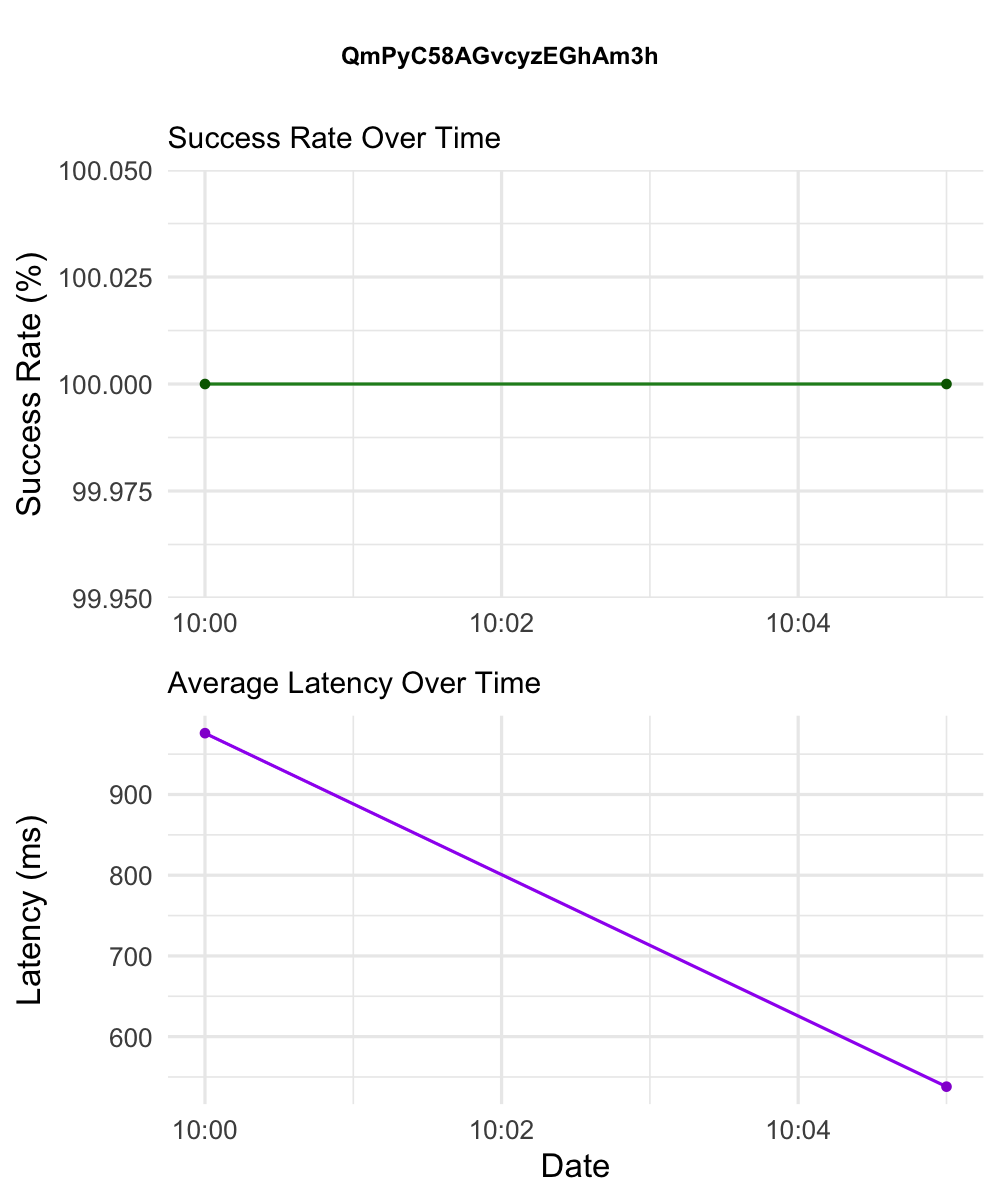 QmPyC58AGvcyzEGhAm3h
Success Rate Over Time
Success Rate (%)
100.050
100.025
100.000
99.975
99.950
10:00 10:02 10:04
Average Latency Over Time
Latency (ms)
900
800
700
600
10:00 10:02 10:04
Date